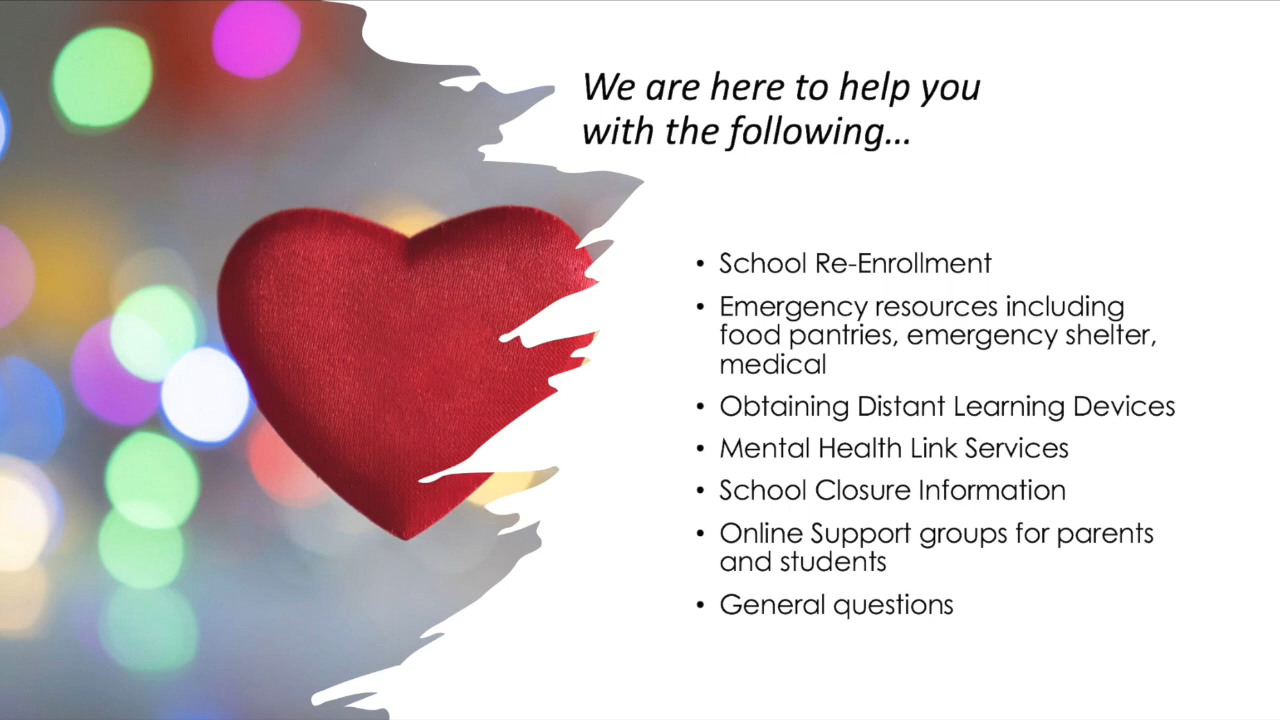 We are here to help you
with the following...
• School Re-Enrollment
• Emergency resources including
food pantries, emergency shelter,
medical
• Obtaining Distant Learning Devices
• Mental Health Link Services
• School Closure Information
• Online Support groups for parents
and students
• General questions